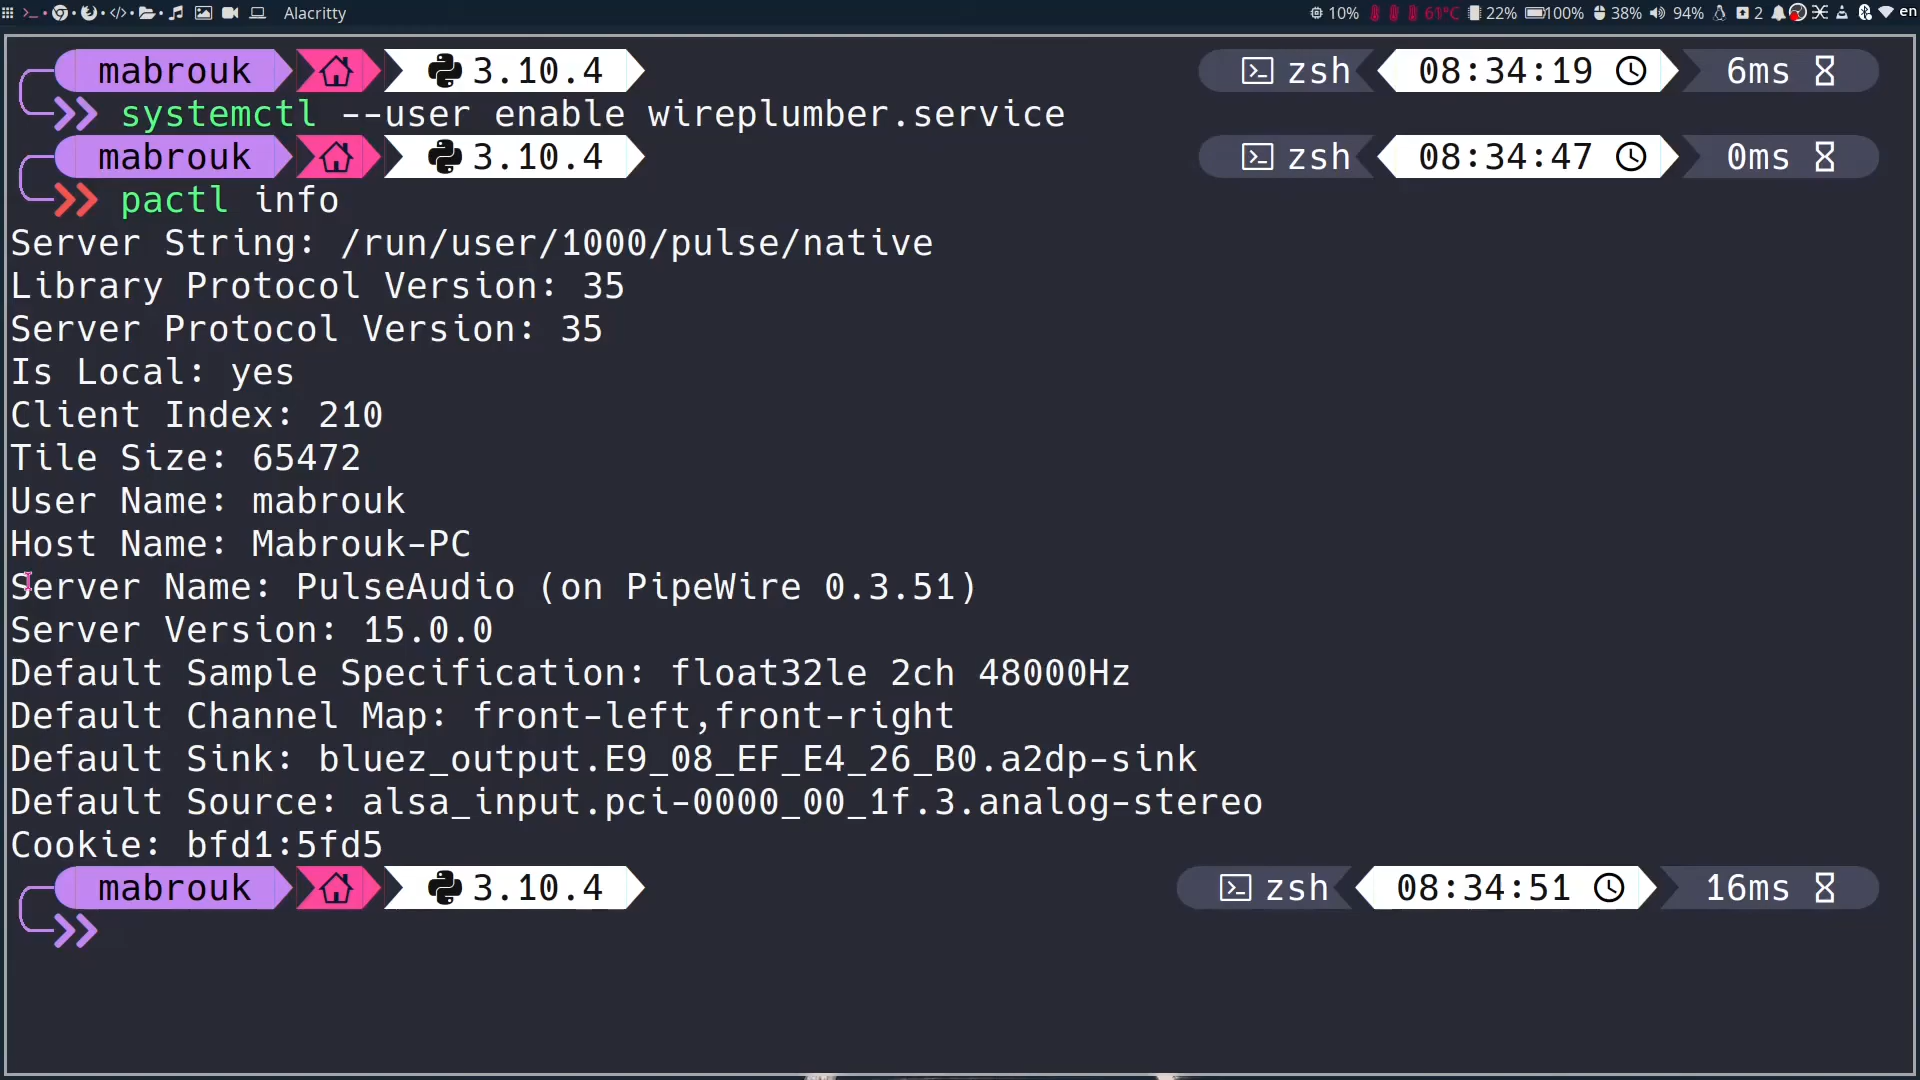 Alacritty 10% 61°C 22% 100% 38% 94% 2 en
mabrouk 3.10.4 zsh 08:34:19 6ms
systemctl --user enable wireplumber.service
mabrouk 3.10.4 zsh 08:34:47 0ms
pactl info
Server String: /run/user/1000/pulse/native
Library Protocol Version: 35
Server Protocol Version: 35
Is Local: yes
Client Index: 210
Tile Size: 65472
User Name: mabrouk
Host Name: Mabrouk-PC
Server Name: PulseAudio (on PipeWire 0.3.51)
Server Version: 15.0.0
Default Sample Specification: float32le 2ch 48000Hz
Default Channel Map: front-left,front-right
Default Sink: bluez_output.E9_08_EF_E4_26_B0.a2dp-sink
Default Source: alsa_input.pci-0000_00_1f.3.analog-stereo
Cookie: bfd1:5fd5
mabrouk 3.10.4 zsh 08:34:51 16ms